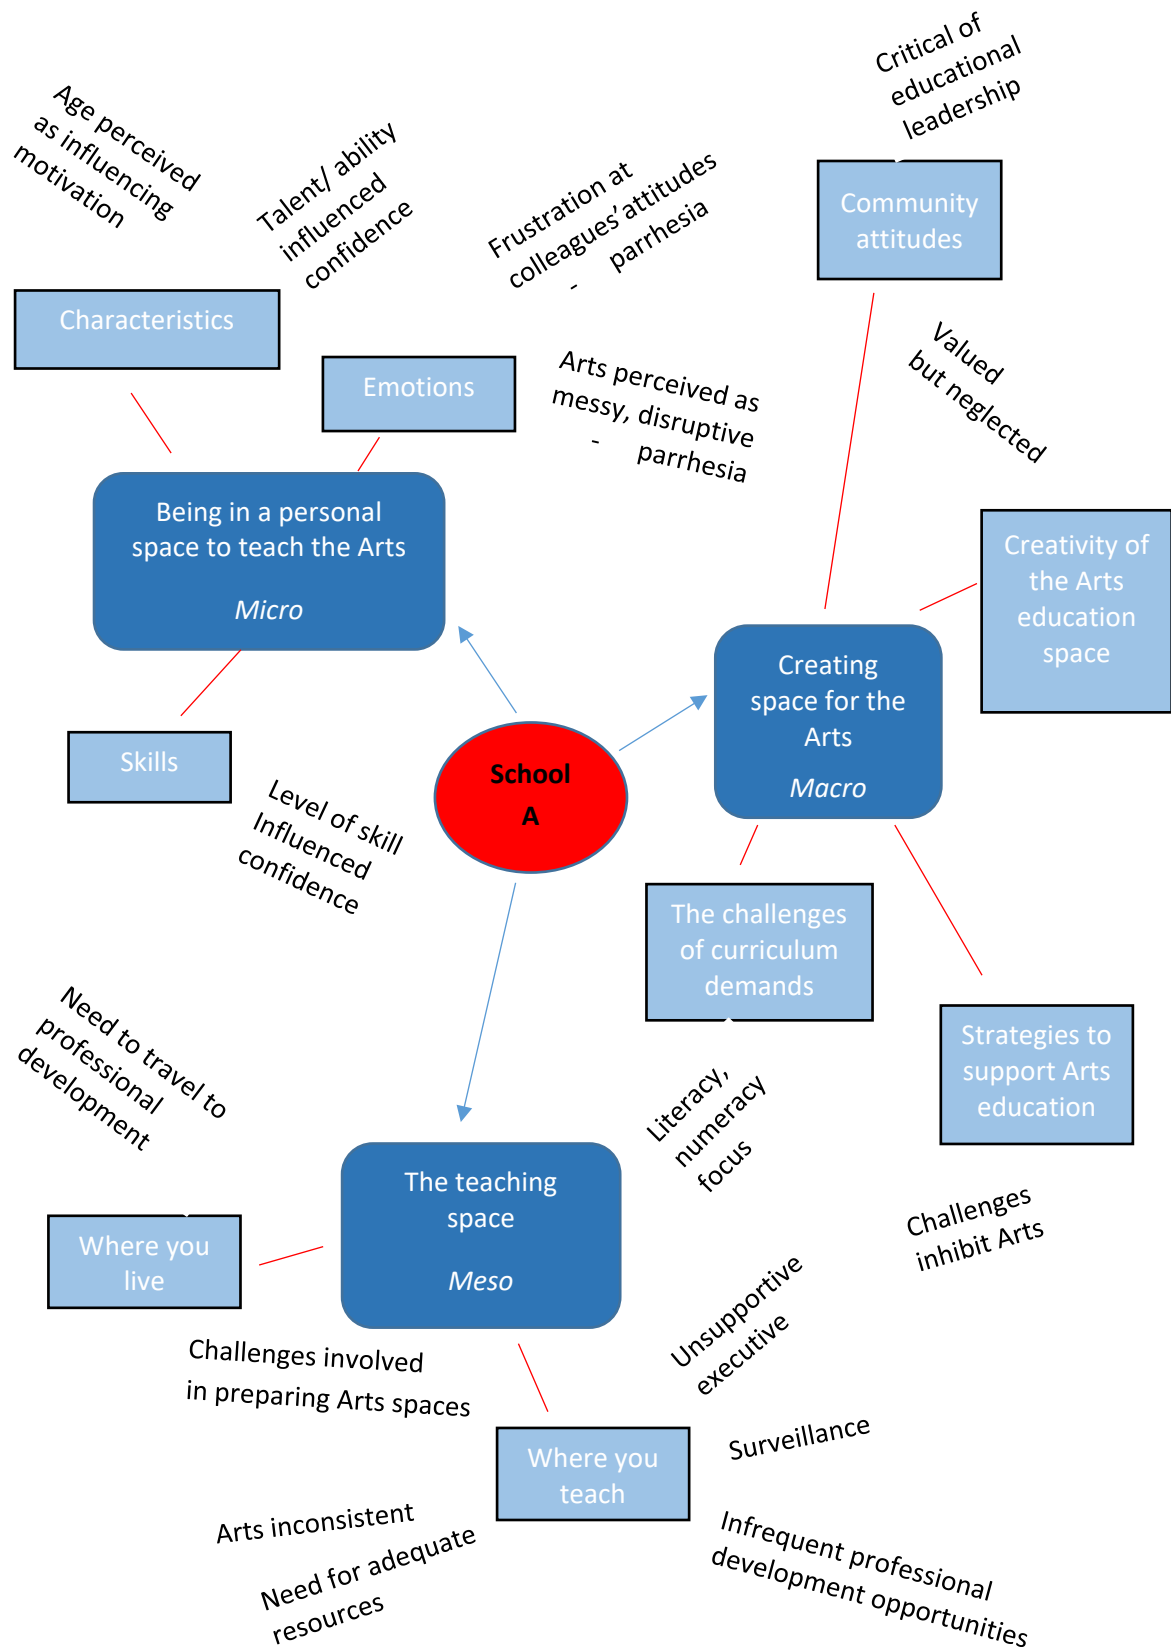 Critical of
educational
leadership
Age perceived
as influencing
motivation
Talent/ ability
influenced
confidence
Frustration at
colleagues’attitudes
- parrhesia
Community
attitudes
Characteristics
Emotions
Arts perceived as
messy, disruptive
- parrhesia
Valued
but neglected
Being in a personal
space to teach the Arts
Micro
Creativity of
the Arts
education
space
Creating
space for the
Arts
Macro
Skills
School
A
Level of skill
Influenced
confidence
The challenges
of curriculum
demands
Need to travel to
professional
development
Strategies to
support Arts
education
Literacy,
numeracy
focus
The teaching
space
Meso
Where you
live
Challenges
inhibit Arts
Challenges involved
in preparing Arts spaces
Unsupportive
executive
Where you
teach
Surveillance
Arts inconsistent
Need for adequate
resources
Infrequent professional
development opportunities